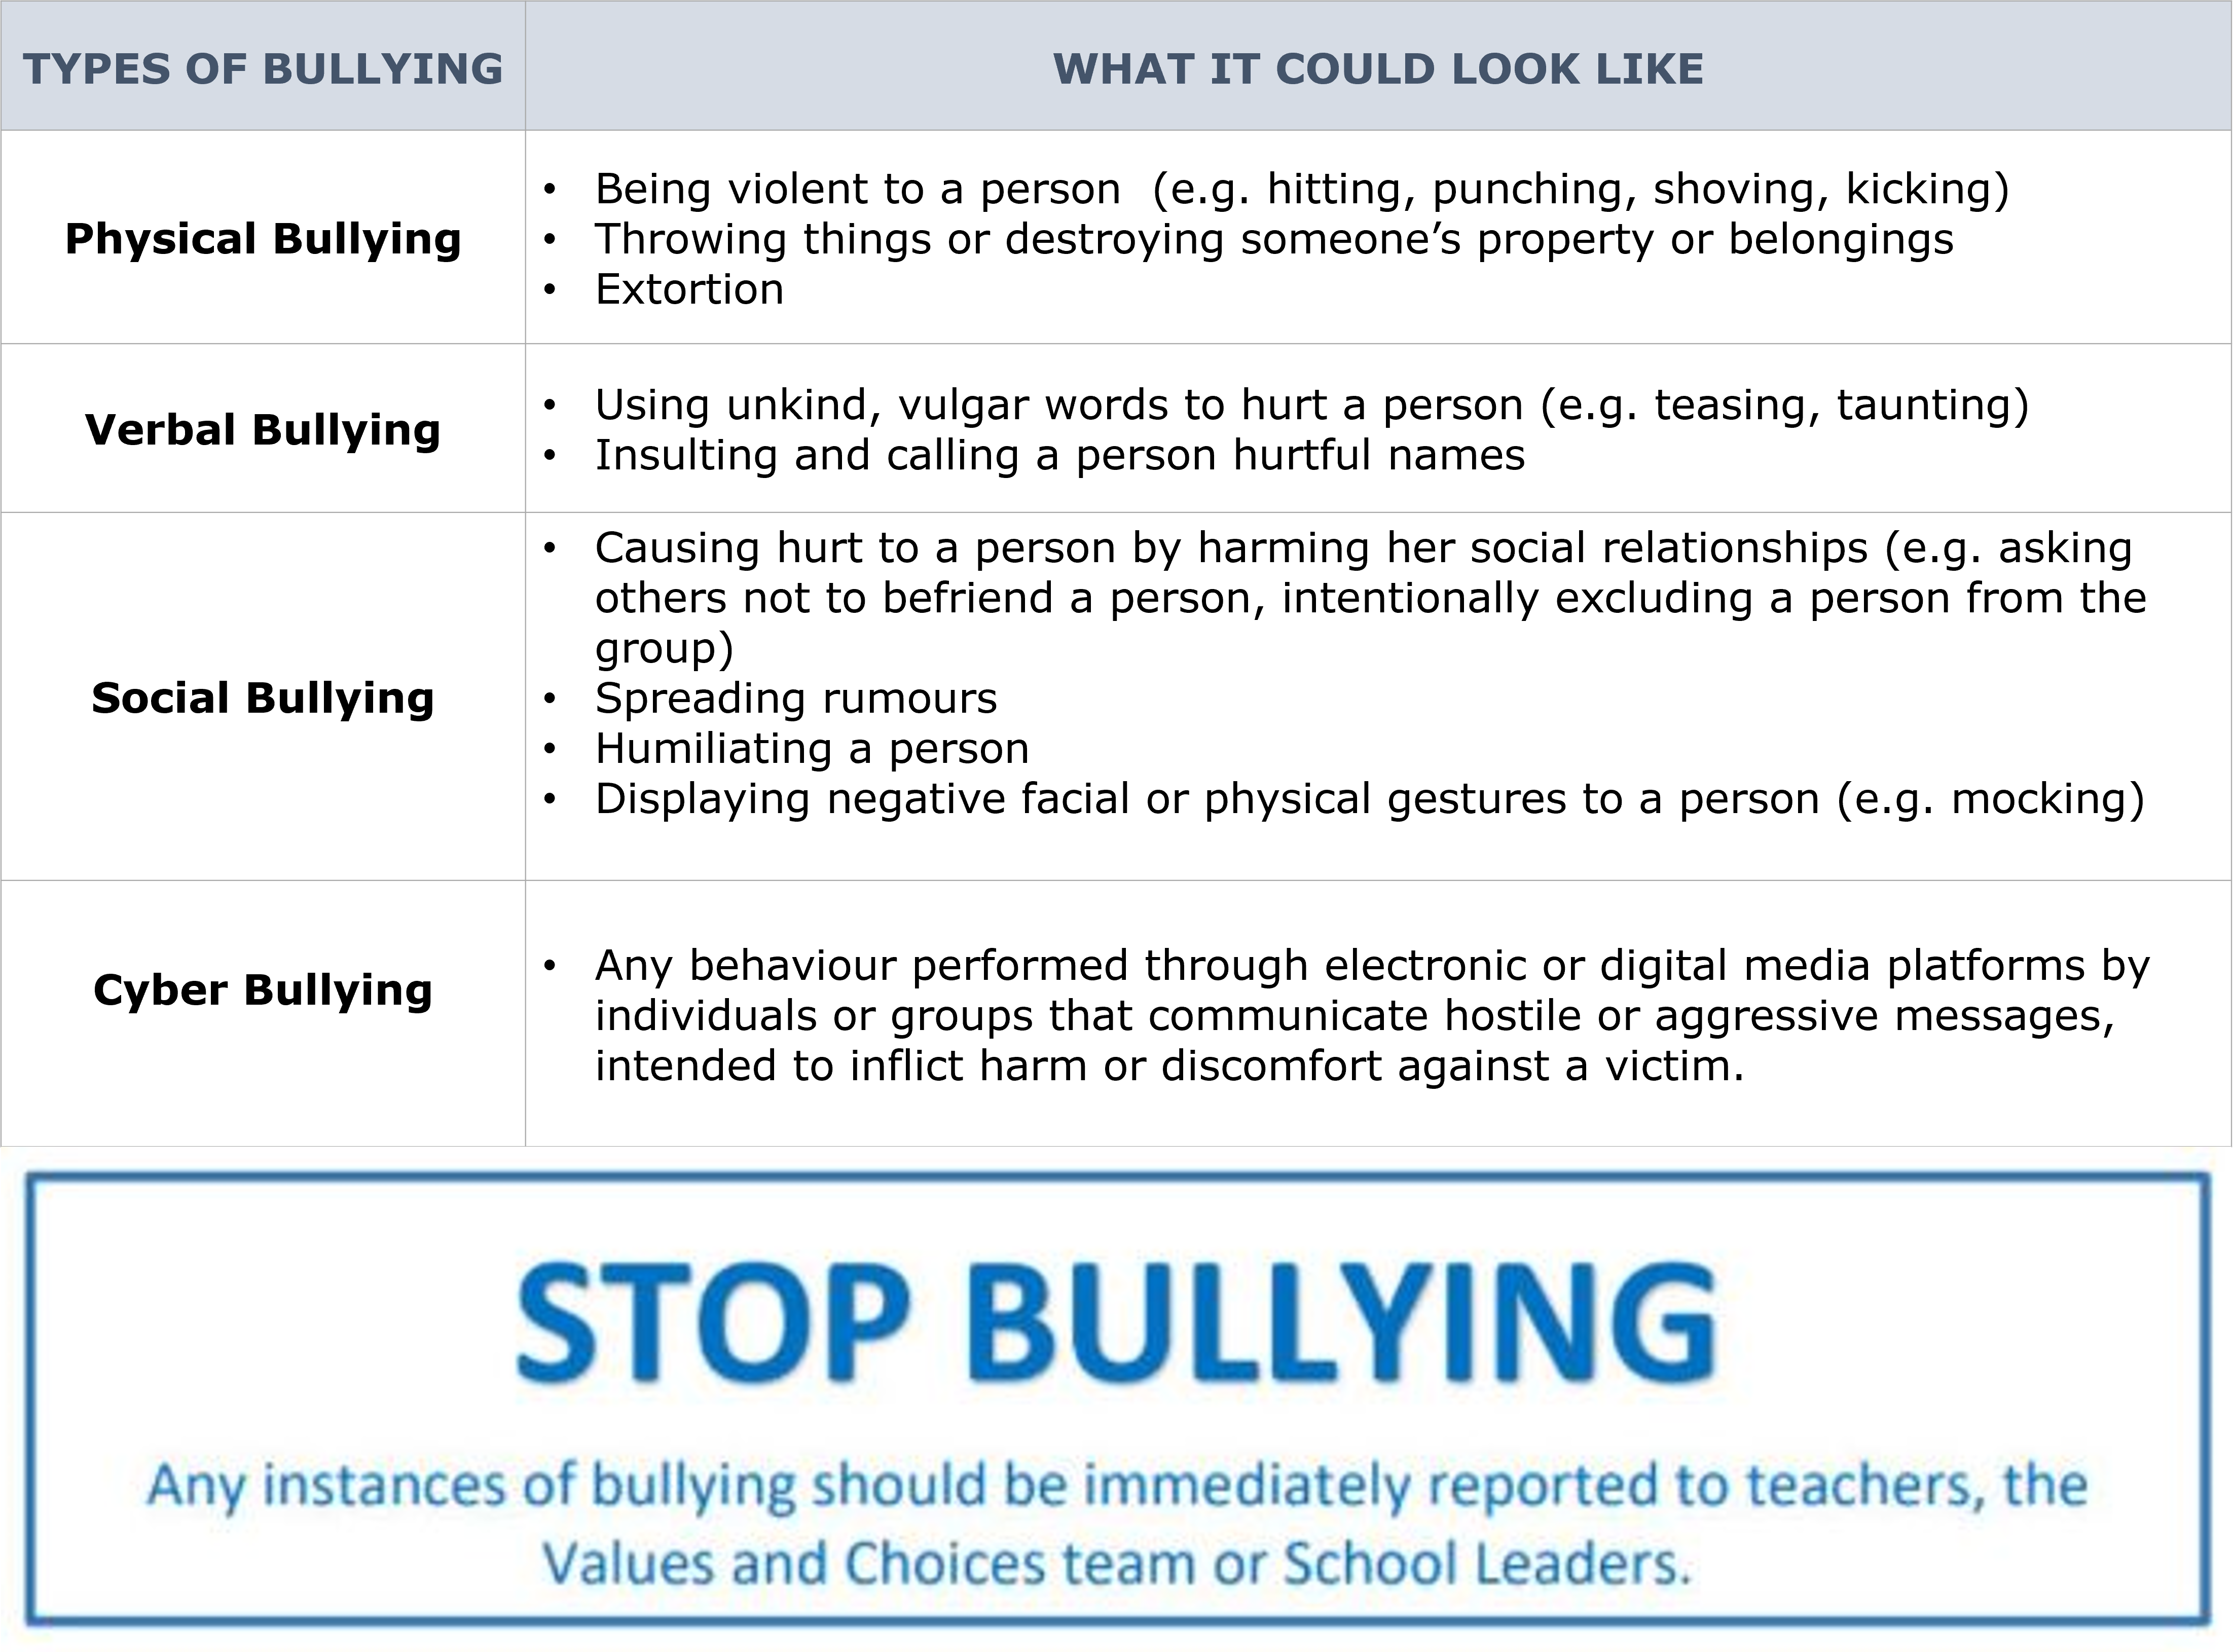 TYPES OF BULLYING
WHAT IT COULD LOOK LIKE
Physical Bullying
• Being violent to a person  (e.g. hitting, punching, shoving, kicking)
• Throwing things or destroying someone’s property or belongings
• Extortion
Verbal Bullying
• Using unkind, vulgar words to hurt a person (e.g. teasing, taunting)
• Insulting and calling a person hurtful names
Social Bullying
• Causing hurt to a person by harming her social relationships (e.g. asking
others not to befriend a person, intentionally excluding a person from the
group)
• Spreading rumours
• Humiliating a person
• Displaying negative facial or physical gestures to a person (e.g. mocking)
Cyber Bullying
• Any behaviour performed through electronic or digital media platforms by
individuals or groups that communicate hostile or aggressive messages,
intended to inflict harm or discomfort against a victim.
STOP BULLYING
Any instances of bullying should be immediately reported to teachers, the
Values and Choices team or School Leaders.